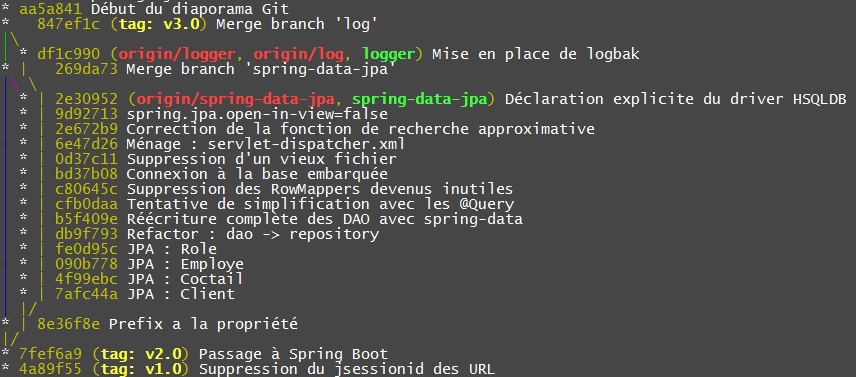 * aa5a841 Début du diaporama Git
*   847ef1c (tag: v3.0) Merge branch 'log'
|\
| * df1c990 (origin/logger, origin/log, logger) Mise en place de logbak
* |   269da73 Merge branch 'spring-data-jpa'
|\ \
| * | 2e30952 (origin/spring-data-jpa, spring-data-jpa) Déclaration explicite du driver HSQLDB
| * | 9d92713 spring.jpa.open-in-view=false
| * | 2e672b9 Correction de la fonction de recherche approximative
| * | 6e47d26 Ménage : servlet-dispatcher.xml
| * | 0d37c11 Suppression d'un vieux fichier
| * | bd37b08 Connexion à la base embarquée
| * | c80645c Suppression des RowMappers devenus inutiles
| * | cfb0daa Tentative de simplification avec les @Query
| * | b5f409e Réécriture complète des DAO avec spring-data
| * | db9f793 Refactor : dao -> repository
| * | fe0d95c JPA : Role
| * | 090b778 JPA : Employe
| * | 4f99ebc JPA : Coctail
| * | 7afc44a JPA : Client
| |/
* | 8e36f8e Prefix a la propriété
|/
* 7fef6a9 (tag: v2.0) Passage à Spring Boot
* 4a89f55 (tag: v1.0) Suppression du jsessionid des URL